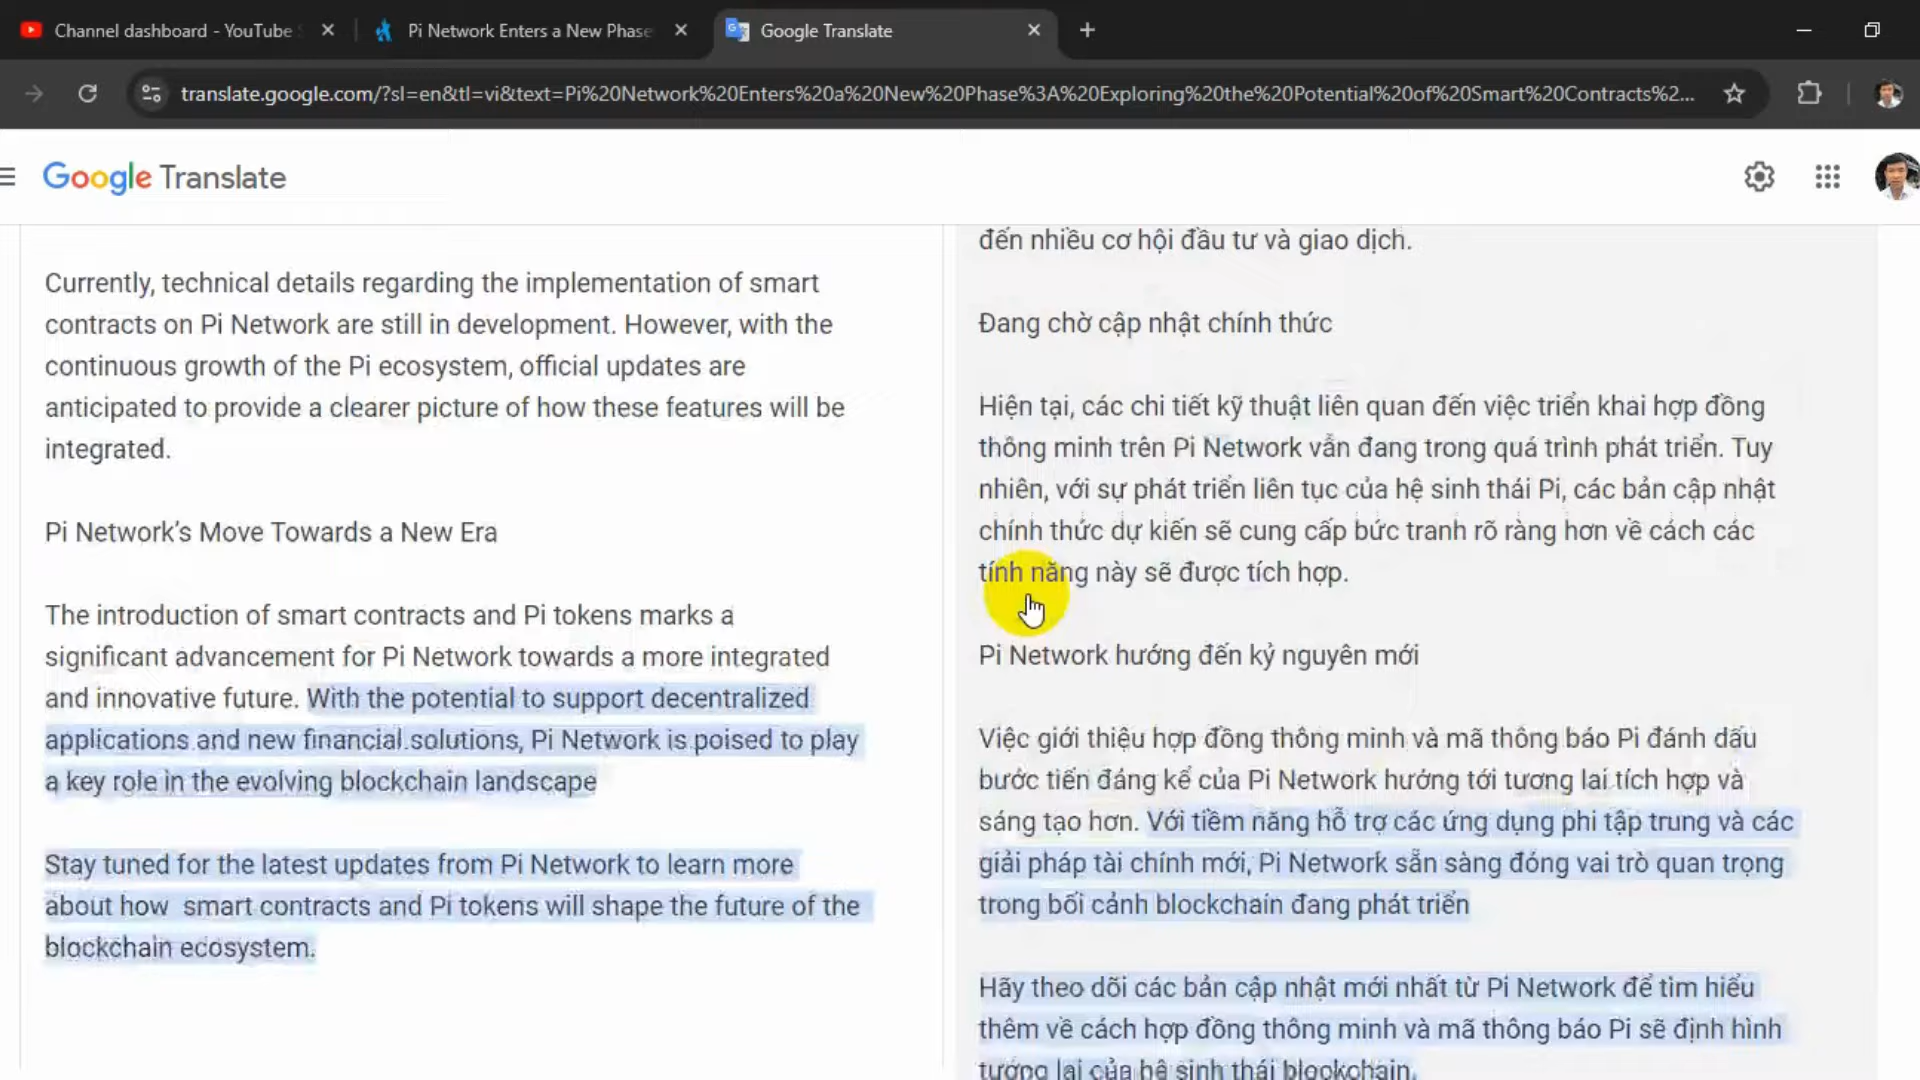 Channel dashboard - YouTube
Pi Network Enters a New Phase
Google Translate
translate.google.com/?sl=en&tl=vi&text=Pi%20Network%20Enters%20a%20New%20Phase%3A%20Exploring%20the%20Potential%20of%20Smart%20Contracts%2...
Google Translate
Currently, technical details regarding the implementation of smart
contracts on Pi Network are still in development. However, with the
continuous growth of the Pi ecosystem, official updates are
anticipated to provide a clearer picture of how these features will be
integrated.
Pi Network’s Move Towards a New Era
The introduction of smart contracts and Pi tokens marks a
significant advancement for Pi Network towards a more integrated
and innovative future. With the potential to support decentralized
applications and new financial solutions, Pi Network is poised to play
a key role in the evolving blockchain landscape
Stay tuned for the latest updates from Pi Network to learn more
about how  smart contracts and Pi tokens will shape the future of the
blockchain ecosystem.
đến nhiều cơ hội đầu tư và giao dịch.
Đang chờ cập nhật chính thức
Hiện tại, các chi tiết kỹ thuật liên quan đến việc triển khai hợp đồng
thông minh trên Pi Network vẫn đang trong quá trình phát triển. Tuy
nhiên, với sự phát triển liên tục của hệ sinh thái Pi, các bản cập nhật
chính thức dự kiến sẽ cung cấp bức tranh rõ ràng hơn về cách các
tính năng này sẽ được tích hợp.
Pi Network hướng đến kỷ nguyên mới
Việc giới thiệu hợp đồng thông minh và mã thông báo Pi đánh dấu
bước tiến đáng kể của Pi Network hướng tới tương lai tích hợp và
sáng tạo hơn. Với tiềm năng hỗ trợ các ứng dụng phi tập trung và các
giải pháp tài chính mới, Pi Network sẵn sàng đóng vai trò quan trọng
trong bối cảnh blockchain đang phát triển
Hãy theo dõi các bản cập nhật mới nhất từ Pi Network để tìm hiểu
thêm về cách hợp đồng thông minh và mã thông báo Pi sẽ định hình
tương lai của hệ sinh thái blockchain.